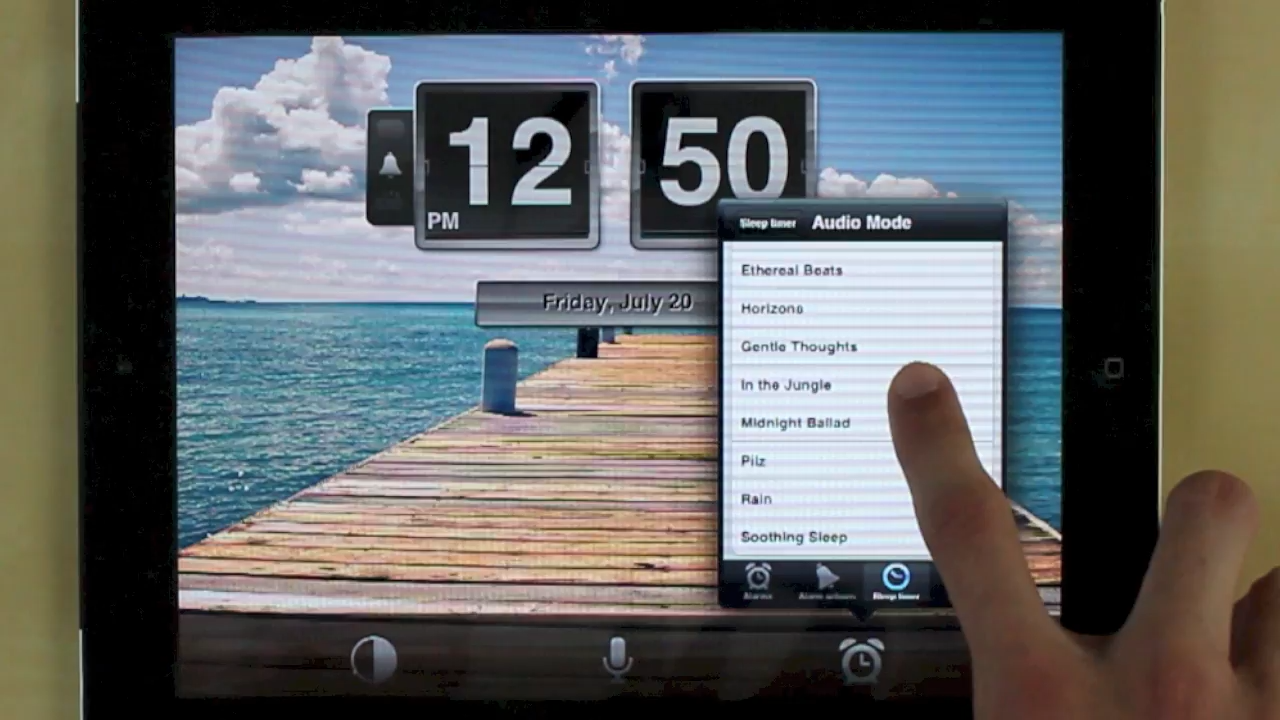 12
50
PM
Friday, July 20
Sleep timer
Audio Mode
Ethereal Beats
Horizons
Gentle Thoughts
In the Jungle
Midnight Ballad
Pilz
Rain
Soothing Sleep
Alarms
Sleep timer